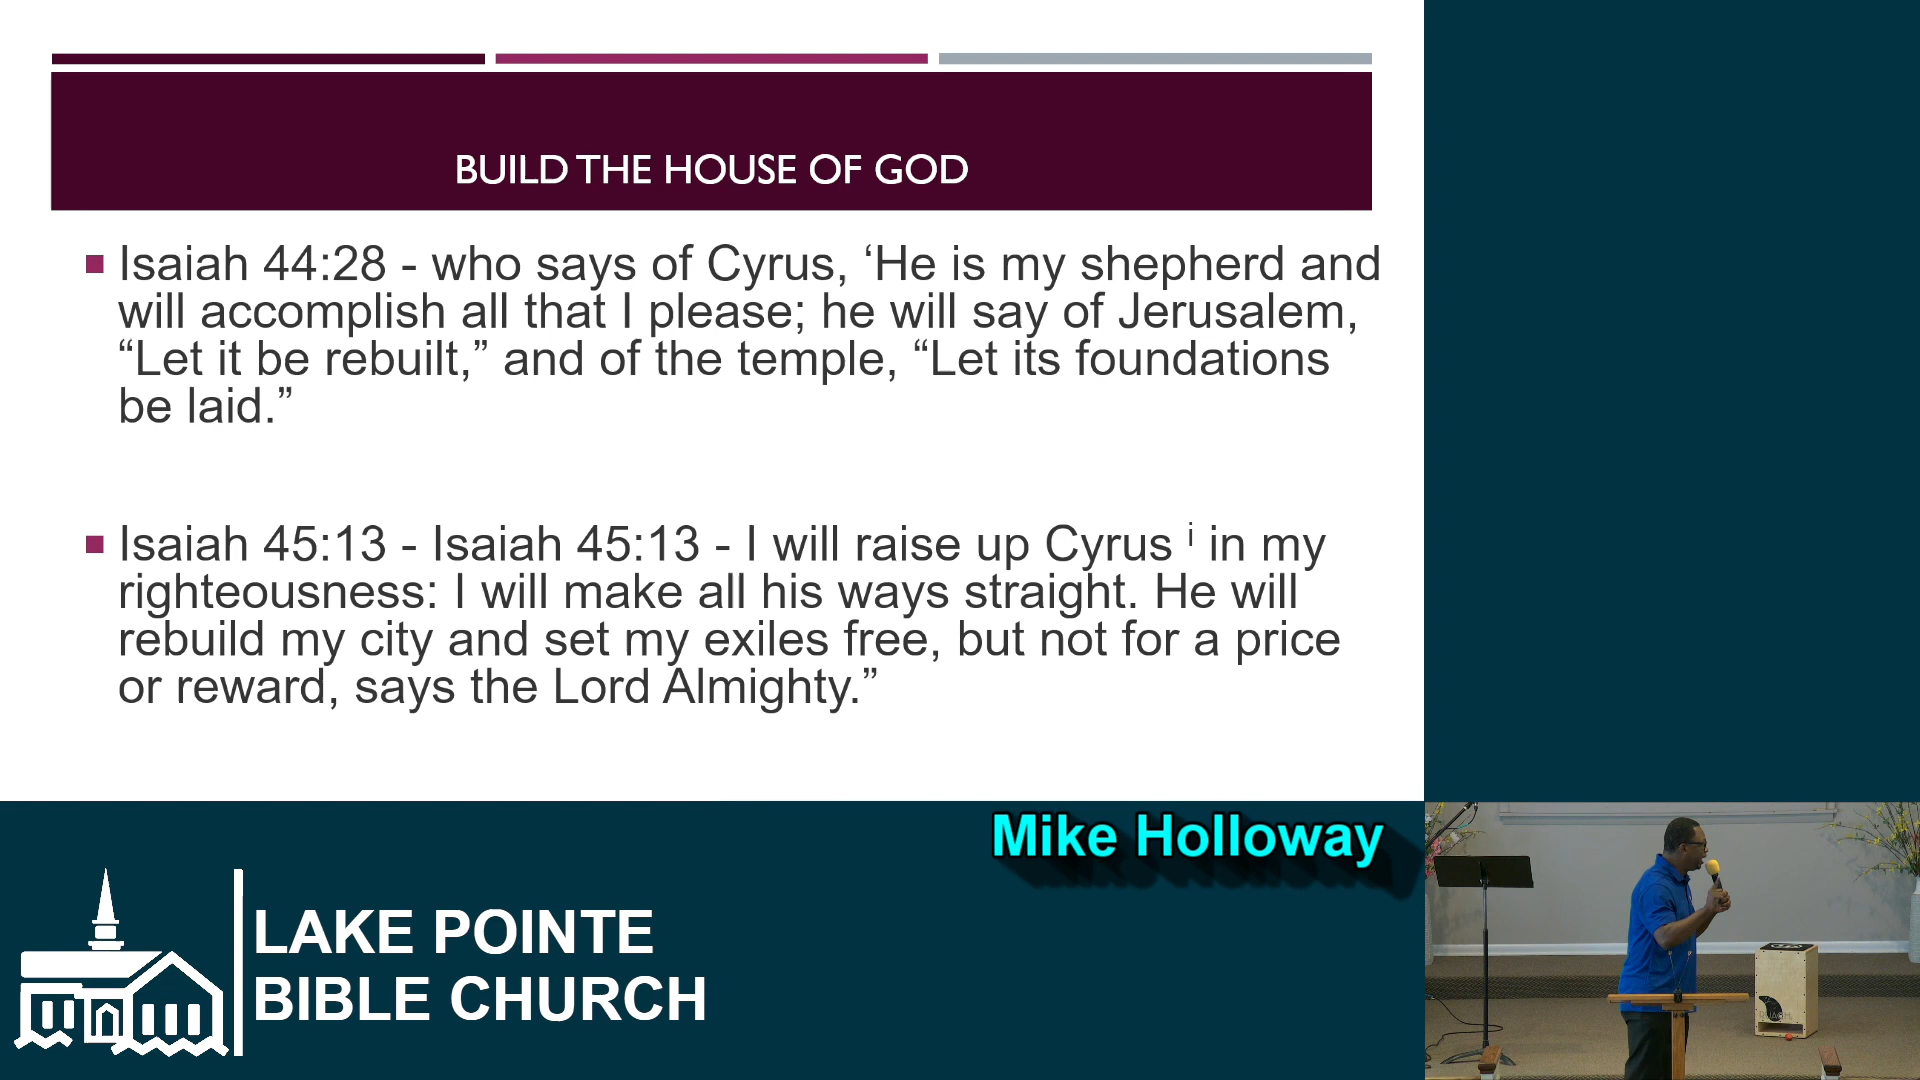 BUILD THE HOUSE OF GOD
Isaiah 44:28 - who says of Cyrus, ‘He is my shepherd and
will accomplish all that I please; he will say of Jerusalem,
“Let it be rebuilt,” and of the temple, “Let its foundations
be laid.”
Isaiah 45:13 - Isaiah 45:13 - I will raise up Cyrus i in my
righteousness: I will make all his ways straight. He will
rebuild my city and set my exiles free, but not for a price
or reward, says the Lord Almighty.”
Mike Holloway
LAKE POINTE
BIBLE CHURCH